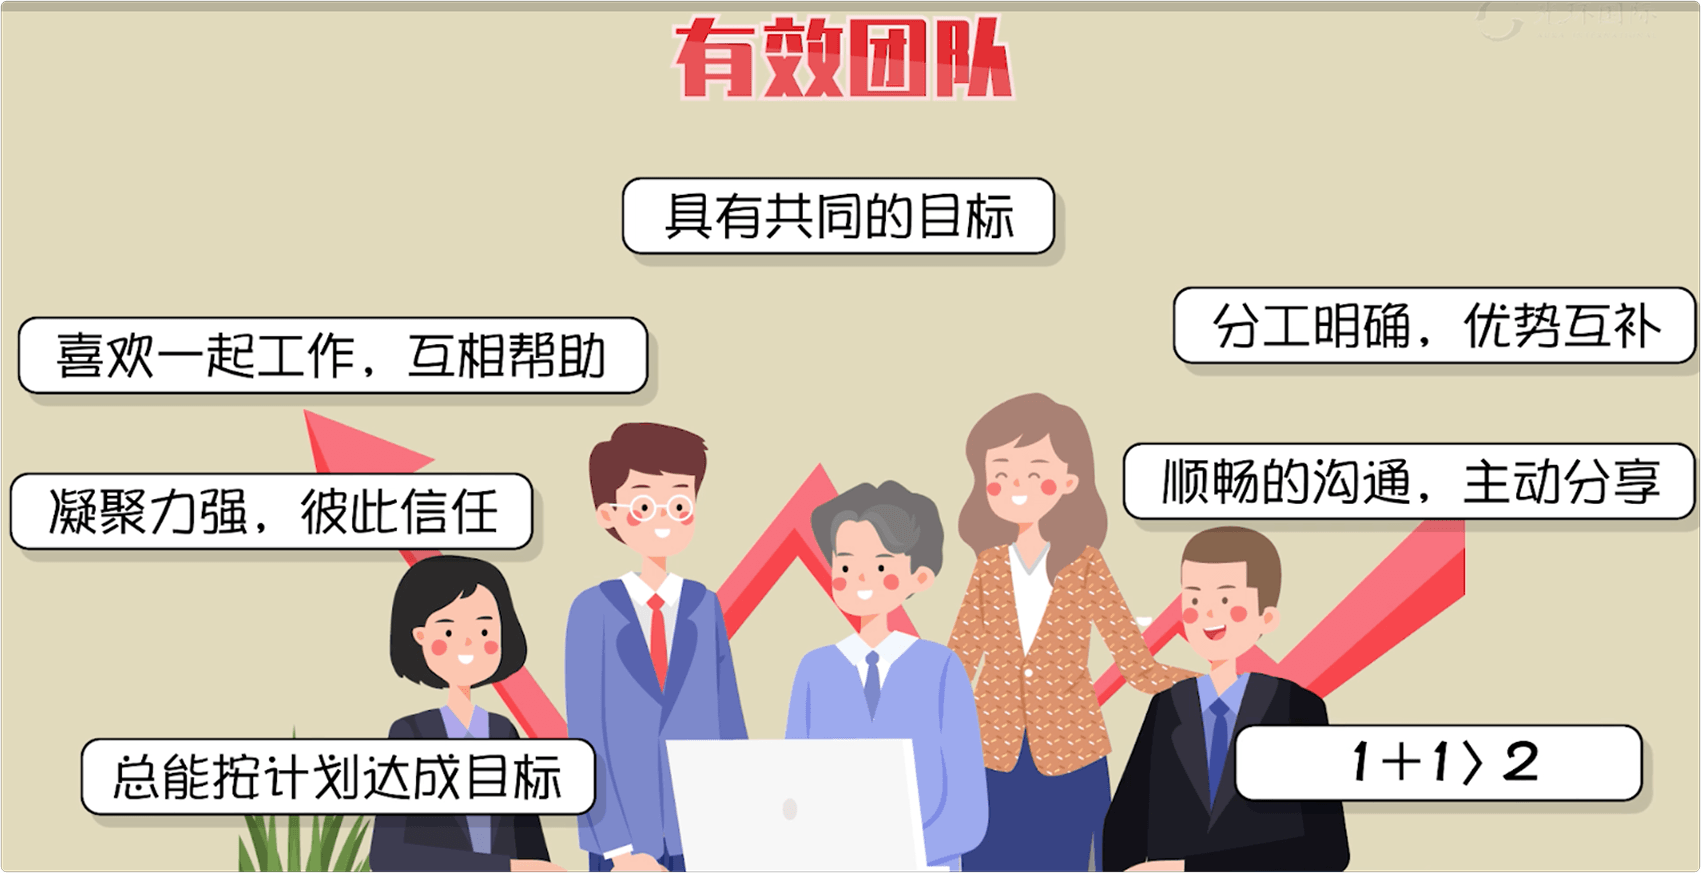 有效团队
具有共同的目标
分工明确，优势互补
喜欢一起工作，互相帮助
顺畅的沟通，主动分享
凝聚力强，彼此信任
1+1>2
总能按计划达成目标